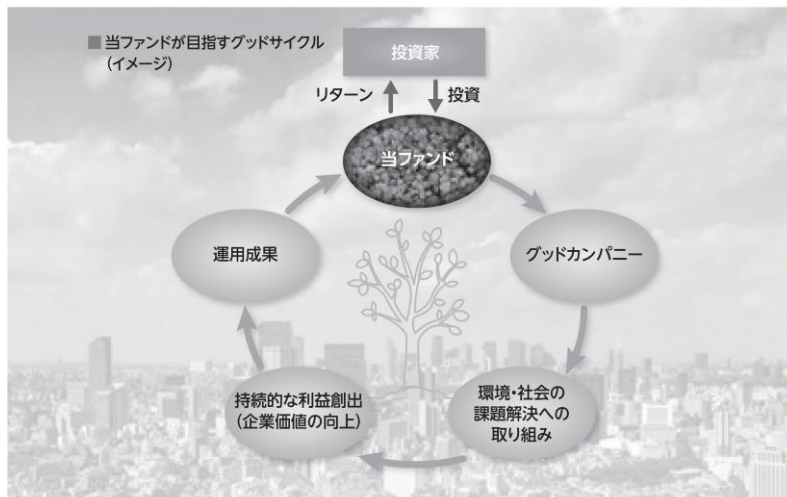 ■ 当ファンドが目指すグッドサイクル
(イメージ)
投資家
リターン
投資
当ファンド
運用成果
グッドカンパニー
持続的な利益創出
(企業価値の向上)
環境・社会の
課題解決への
取り組み